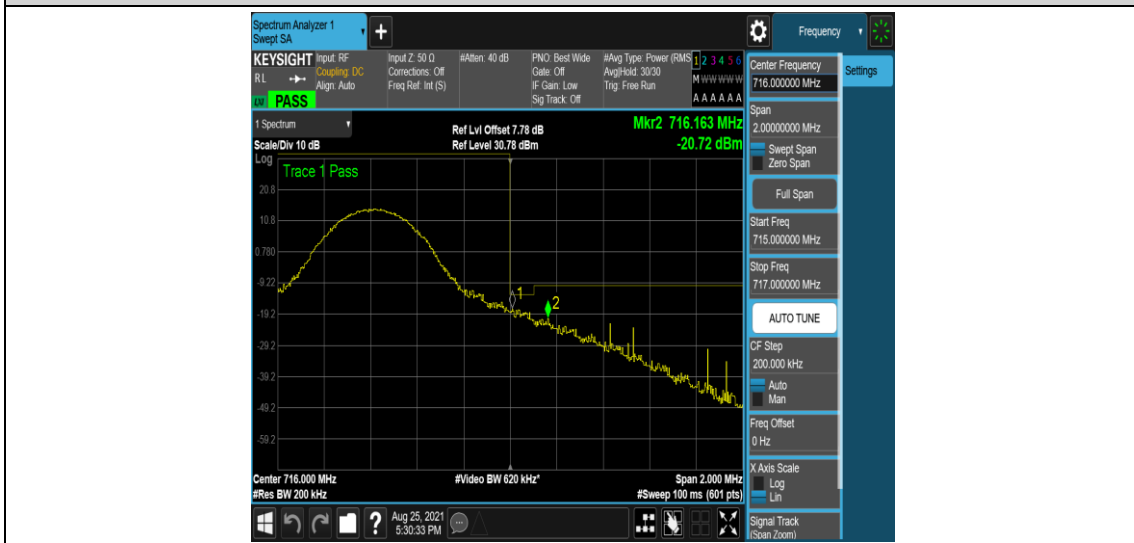 Spectrum Analyzer 1
Swept SA
+
Frequency
KEYSIGHT
RL
PASS
Input: RF
Coupling: DC
Align: Auto
Input Z: 50 Ω
Corrections: Off
Freq Ref: Int (S)
#Atten: 40 dB
PNO: Best Wide
Gate: Off
IF Gain: Low
Sig Track: Off
#Avg Type: Power (RMS
Avg|Hold: 30/30
Trig: Free Run
1 2 3 4 5 6
M W W W W W
A A A A A A
1 Spectrum
Scale/Div 10 dB
Ref Lvl Offset 7.78 dB
Ref Level 30.78 dBm
Mkr2 716.163 MHz
-20.72 dBm
Log
Trace 1 Pass
20.8
10.8
0.780
-9.22
-19.2
-29.2
-39.2
-49.2
-59.2
1
2
Center 716.000 MHz
#Res BW 200 kHz
#Video BW 620 kHz*
Span 2.000 MHz
#Sweep 100 ms (601 pts)
?
Aug 25, 2021
5:30:33 PM
Center Frequency
716.000000 MHz
Settings
Span
2.00000000 MHz
Swept Span
Zero Span
Full Span
Start Freq
715.000000 MHz
Stop Freq
717.000000 MHz
AUTO TUNE
CF Step
200.000 kHz
Auto
Man
Freq Offset
0 Hz
X Axis Scale
Log
Lin
Signal Track
(Span Zoom)